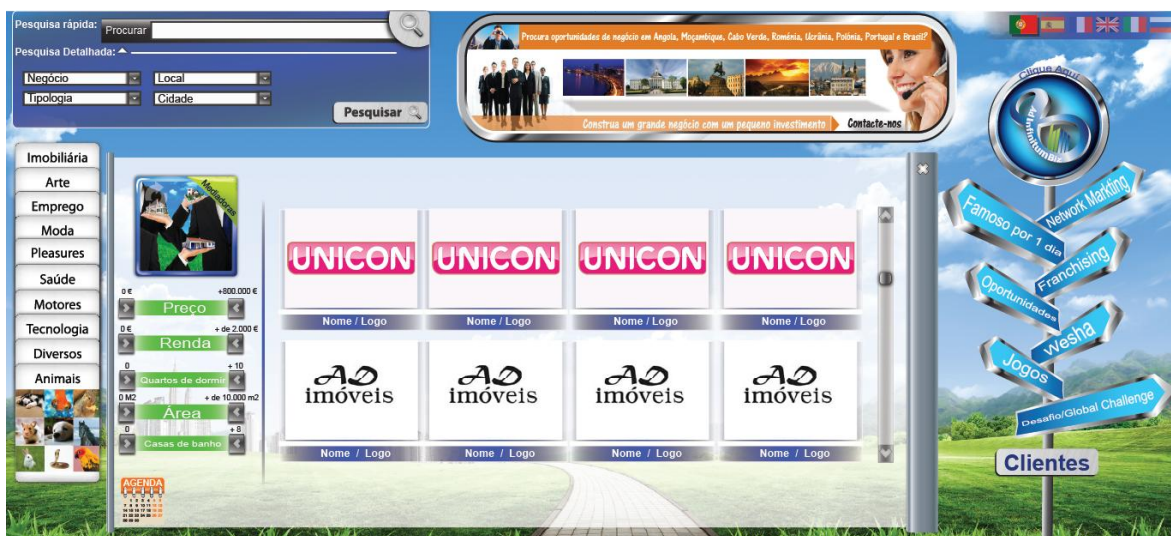 Pesquisa rápida:
Procurar
Pesquisa Detalhada:
Negócio
Local
Tipologia
Cidade
Pesquisar
Procura oportunidades de negócio em Angola, Moçambique, Cabo Verde, Roménia, Ucrânia, Polónia, Portugal e Brasil?
Construa um grande negócio com um pequeno investimento
Contacte-nos
Clique Aqui
AdInfinitumBiz
Imobiliária
Arte
Emprego
Moda
Pleasures
Saúde
Motores
Tecnologia
Diversos
Animais
Mediadoras
0 €
+800.000 €
Preço
0 €
+ de 2.000 €
Renda
0
+ 10
Quartos de dormir
0 M2
+ de 10.000 m2
Área
0
+ 8
Casas de banho
AGENDA
UNICON
UNICON
UNICON
UNICON
Nome / Logo
Nome / Logo
Nome / Logo
Nome / Logo
AD
imóveis
AD
imóveis
AD
imóveis
AD
imóveis
Nome / Logo
Nome / Logo
Nome / Logo
Nome / Logo
Network Markting
Famoso por 1 dia
Franchising
Oportunidades
Wesha
Jogos
Desafio/Global Challenge
Clientes